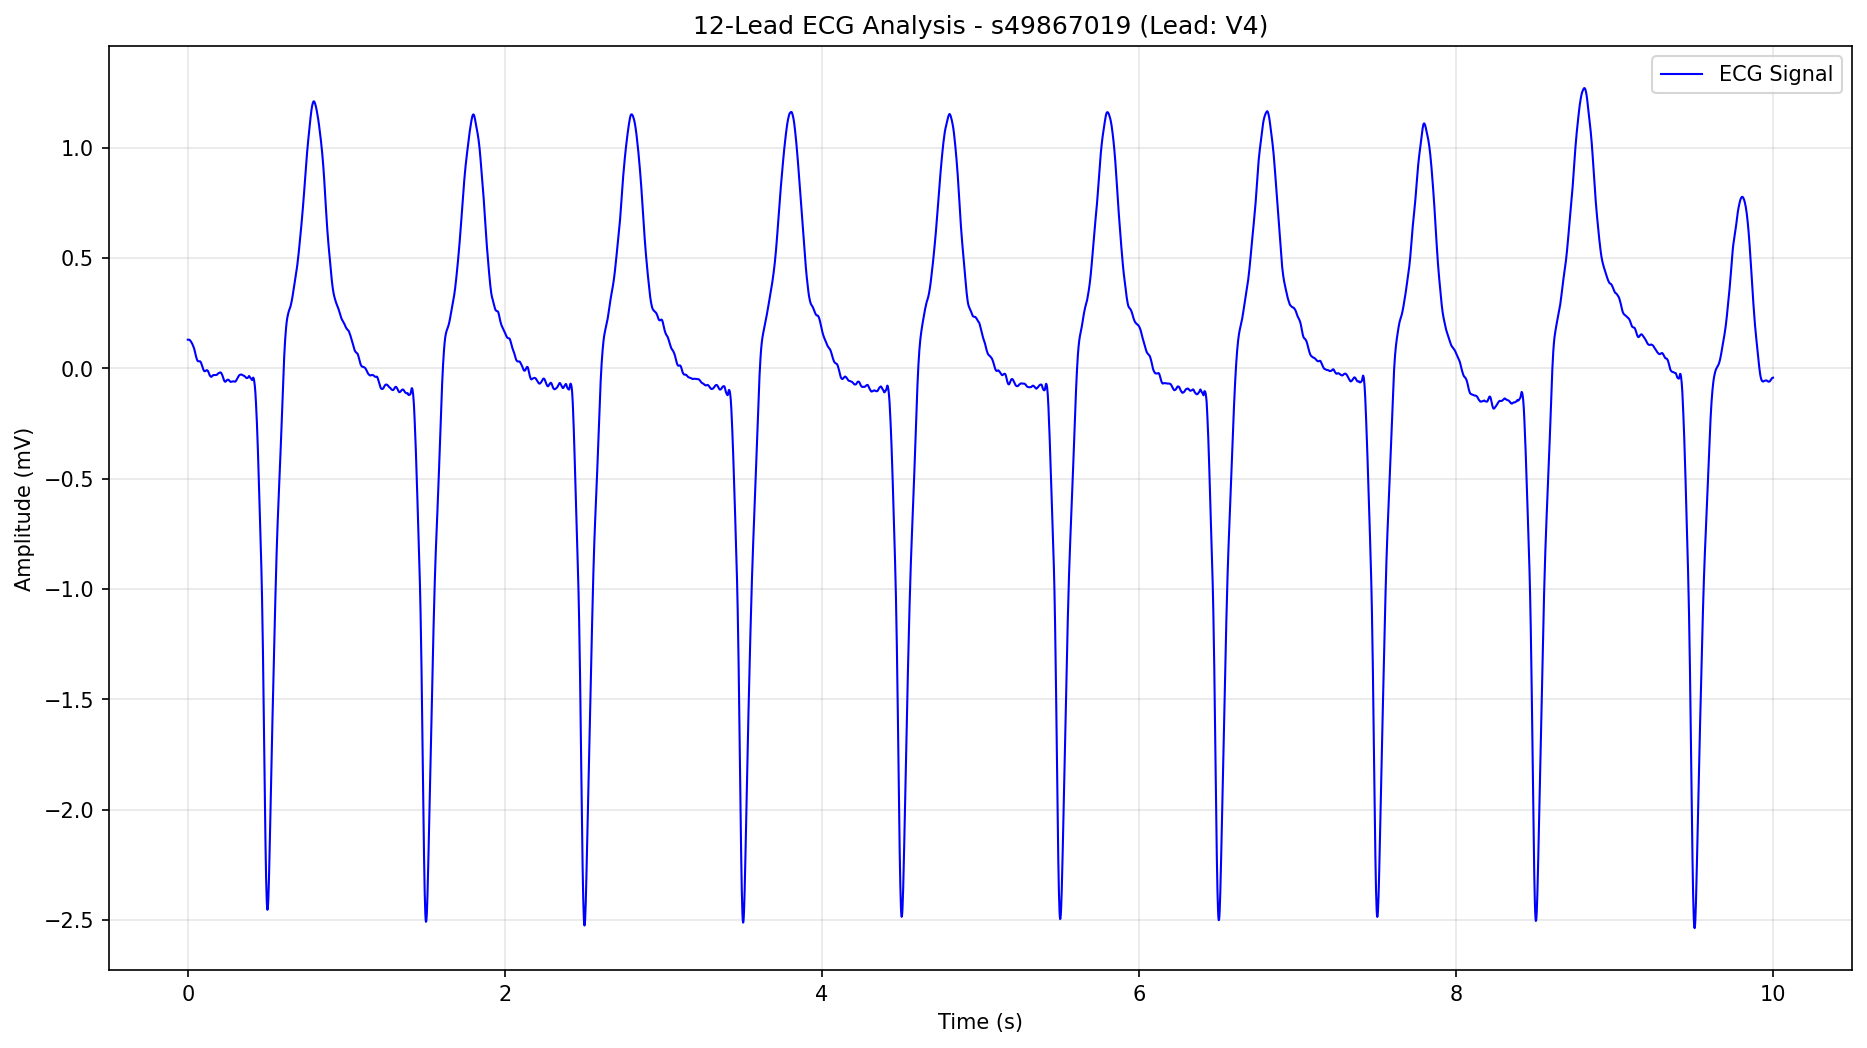 12-Lead ECG Analysis - s49867019 (Lead: V4)
ECG Signal
Amplitude (mV)
1.0
0.5
0.0
−0.5
−1.0
−1.5
−2.0
−2.5
0 2 4 6 8 10
Time (s)